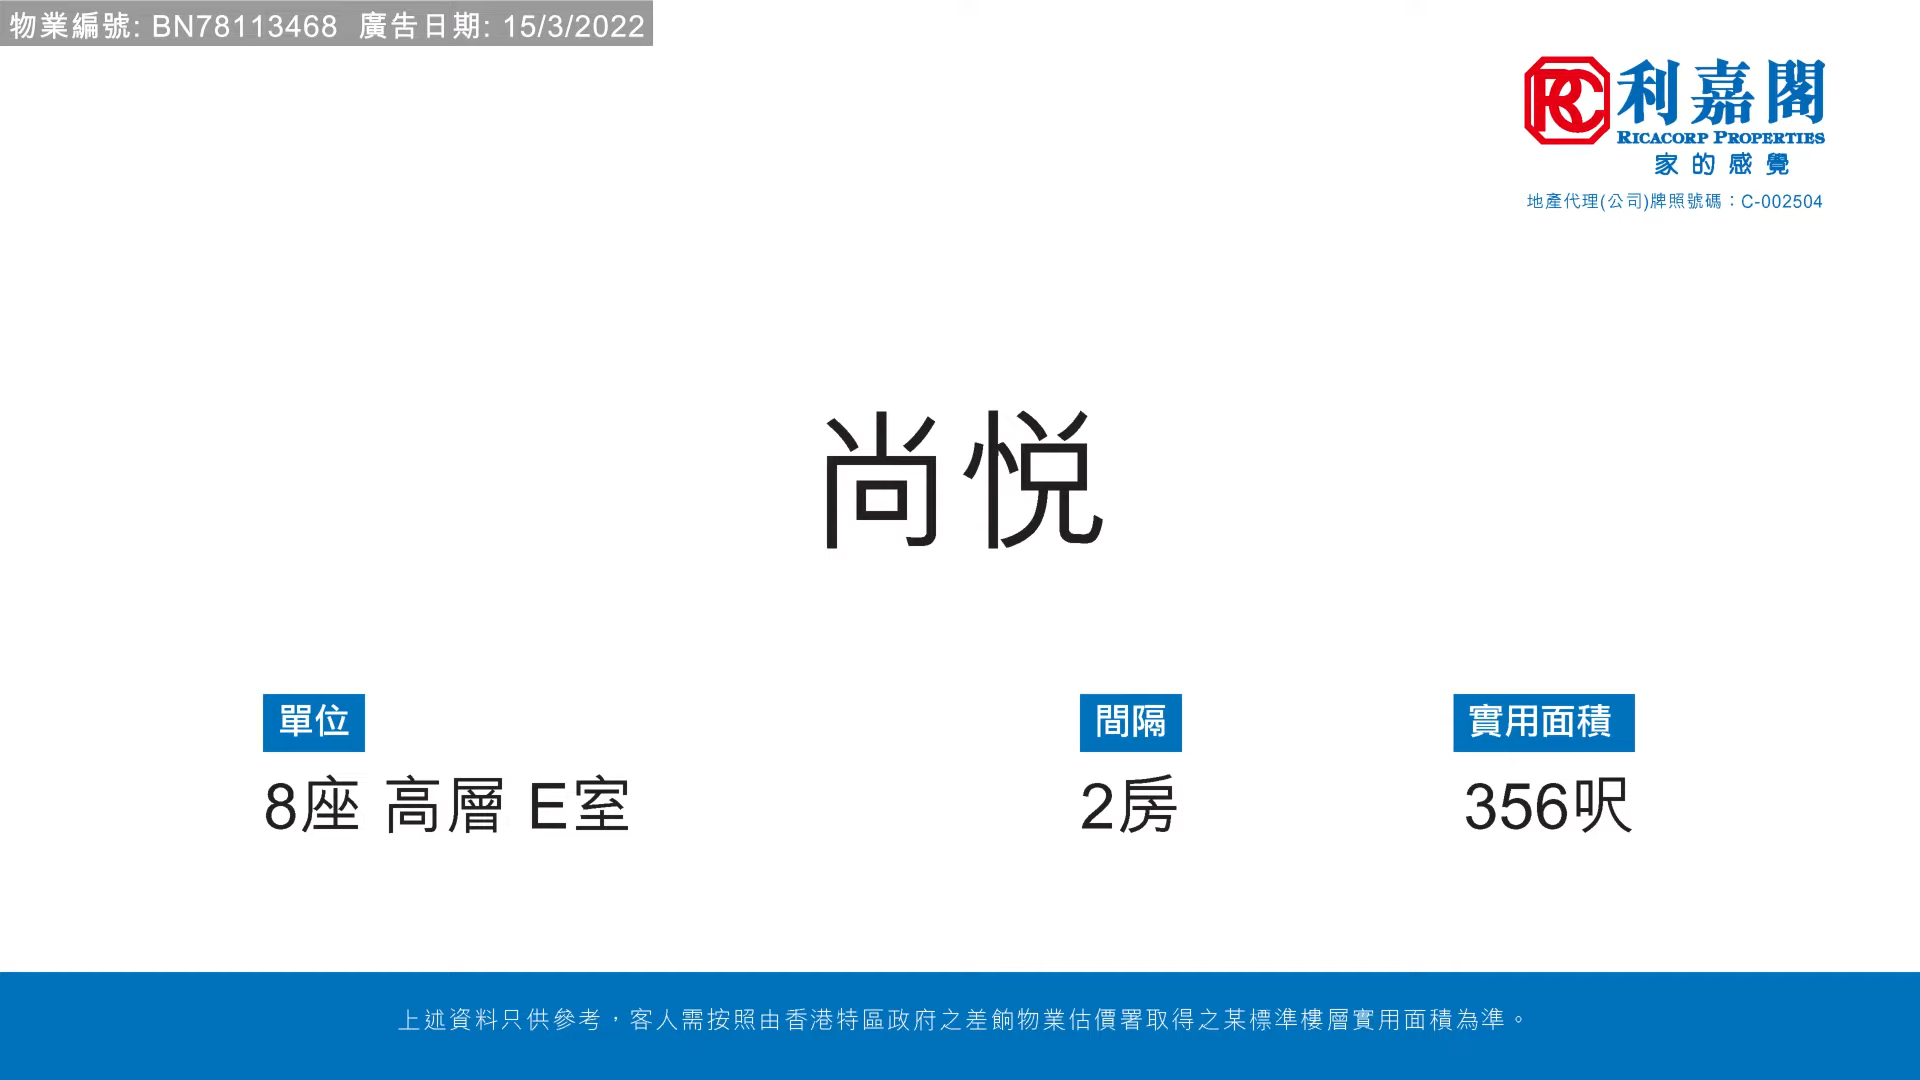 物業編號: BN78113468 廣告日期: 15/3/2022
RC 利嘉閣
RICACORP PROPERTIES
家的感覺
地產代理(公司)牌照號碼：C-002504
尚悦
單位 間隔 實用面積
8座 高層 E室 2房 356呎
上述資料只供參考，客人需按照由香港特區政府之差餉物業估價署取得之某標準樓層實用面積為準。